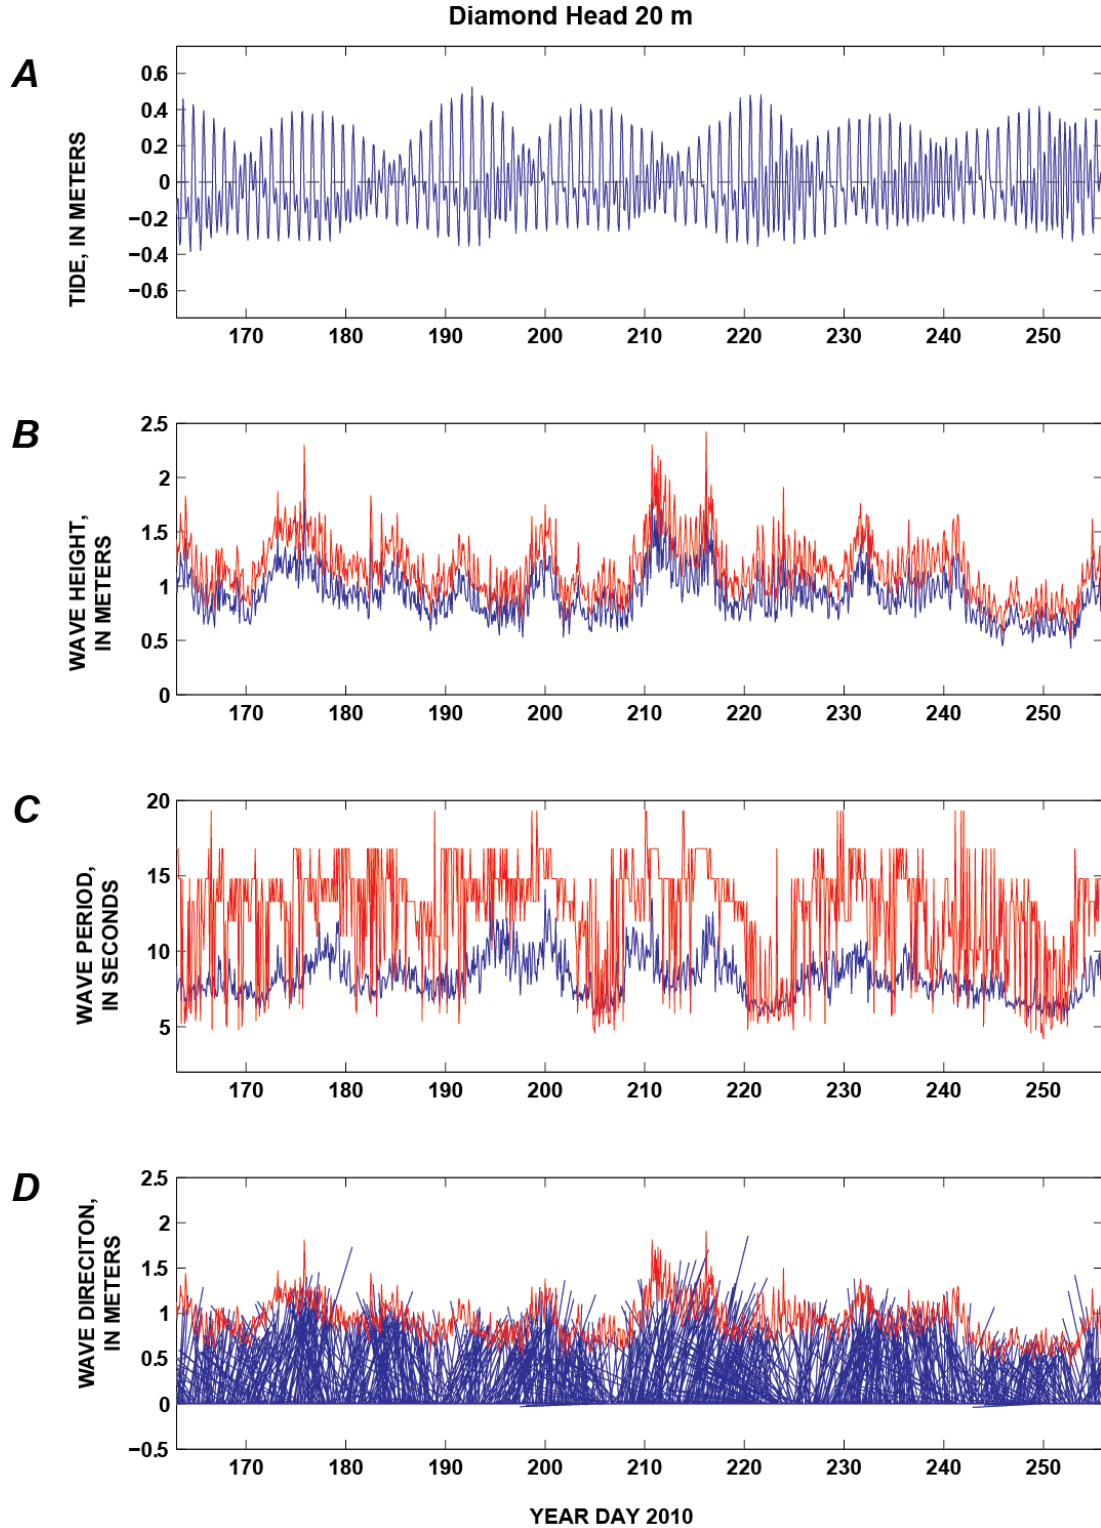 Diamond Head 20 m
A
TIDE, IN METERS
0.6
0.4
0.2
0
−0.2
−0.4
−0.6
170 180 190 200 210 220 230 240 250
B
WAVE HEIGHT,
IN METERS
2.5
2
1.5
1
0.5
0
170 180 190 200 210 220 230 240 250
C
WAVE PERIOD,
IN SECONDS
20
15
10
5
170 180 190 200 210 220 230 240 250
D
WAVE DIRECITON,
IN METERS
2.5
2
1.5
1
0.5
0
−0.5
170 180 190 200 210 220 230 240 250
YEAR DAY 2010